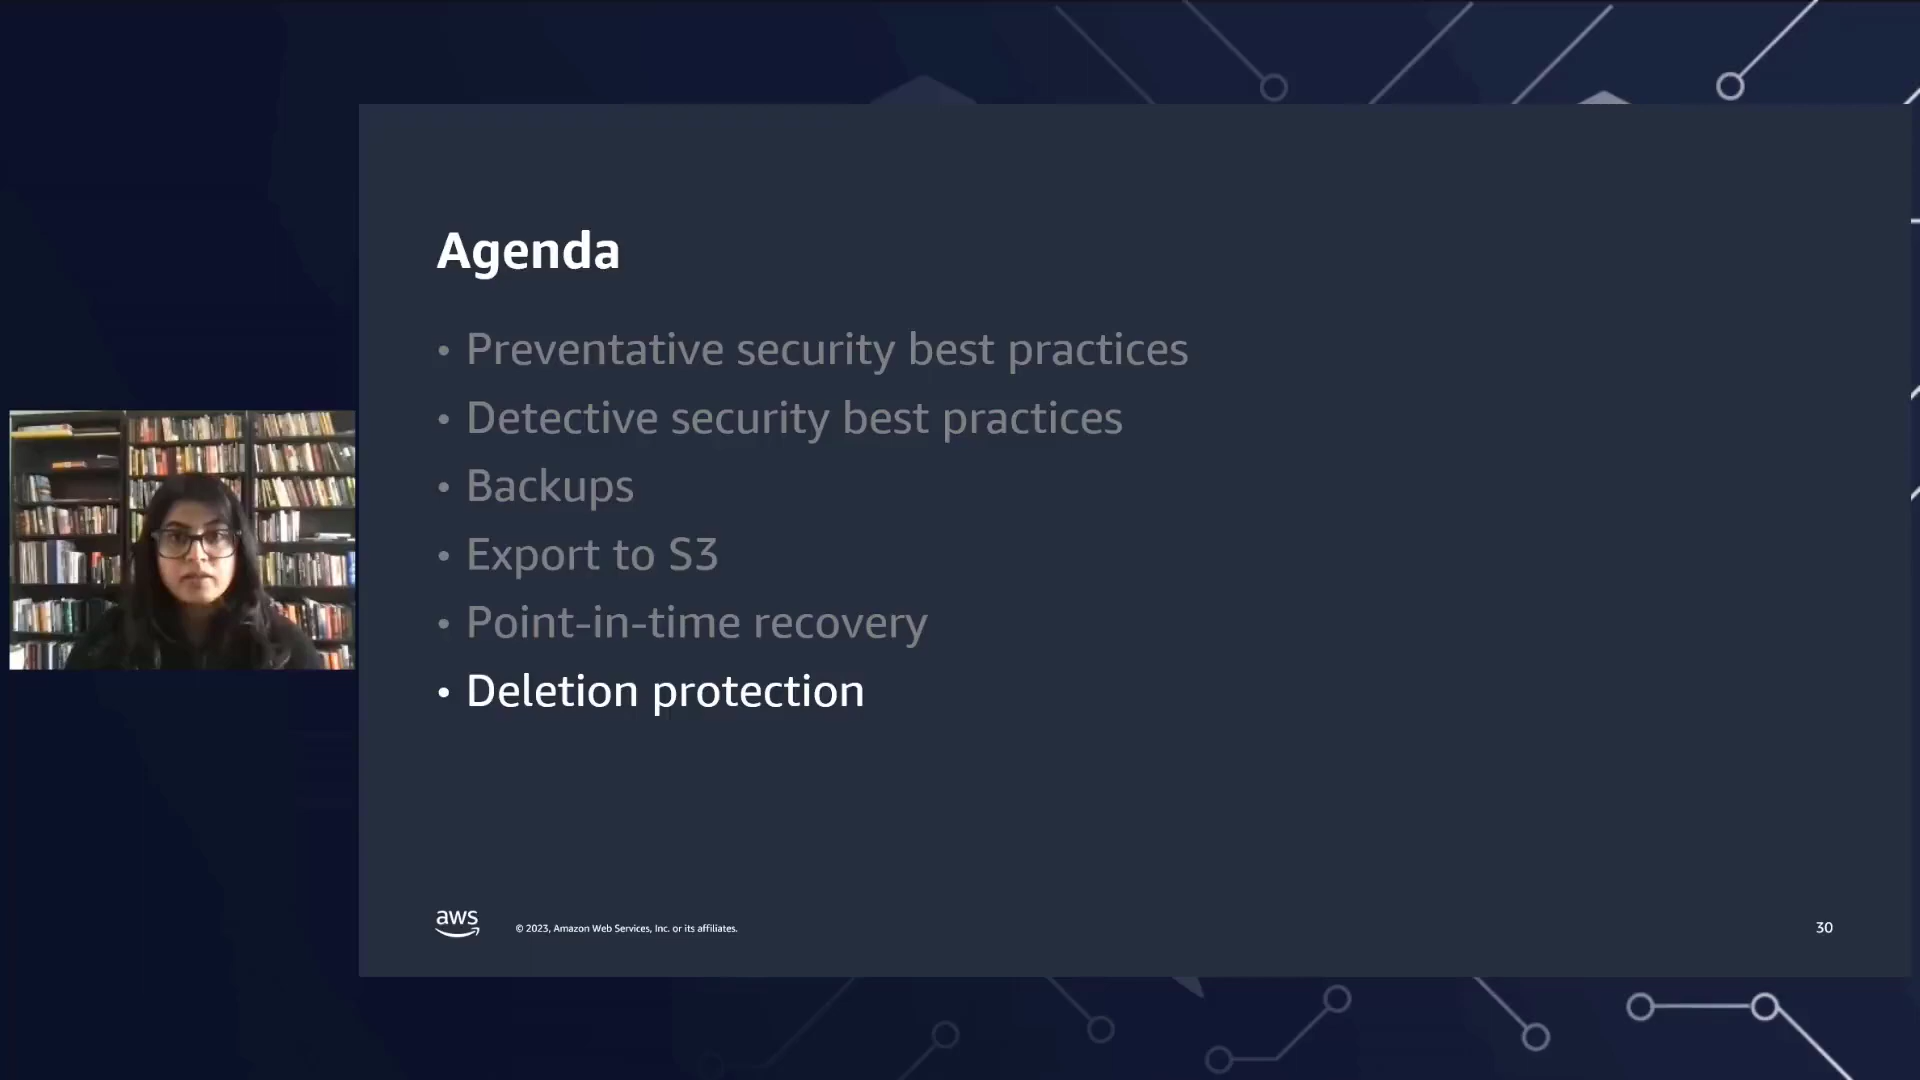 Agenda
• Preventative security best practices
• Detective security best practices
• Backups
• Export to S3
• Point-in-time recovery
• Deletion protection
aws
© 2023, Amazon Web Services, Inc. or its affiliates.
30